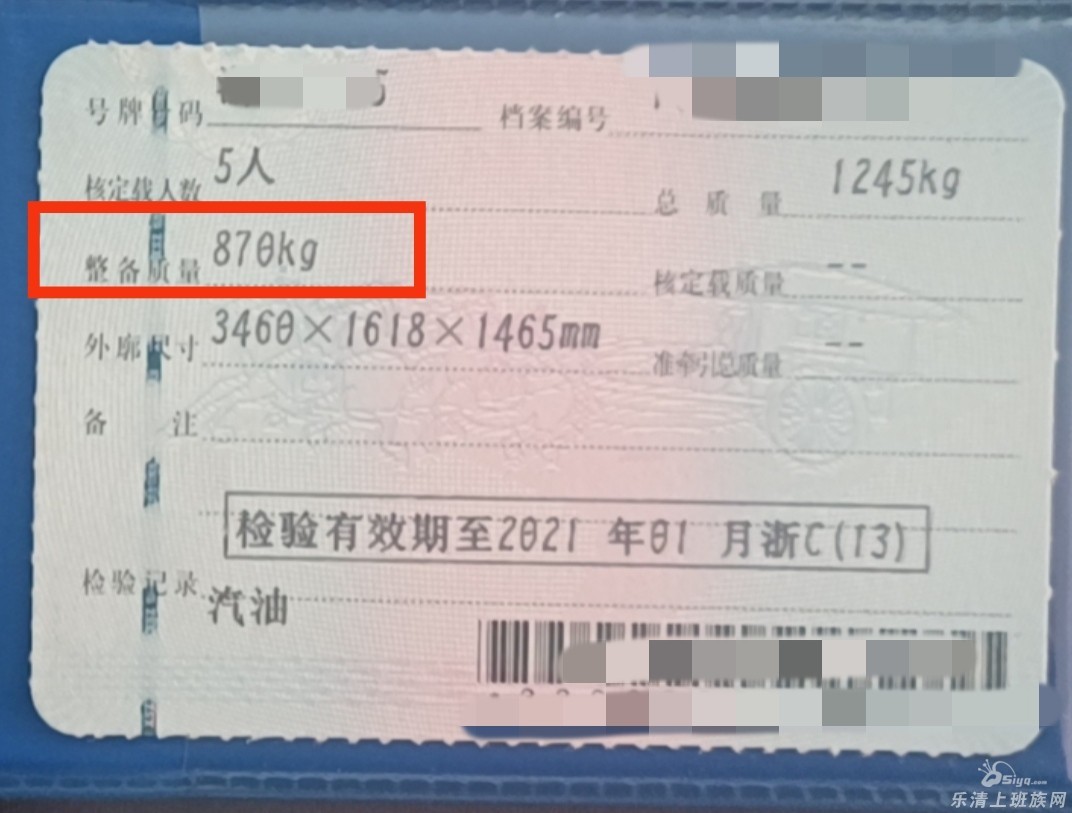 号牌号码
档案编号
核定载人数 5人
总质量 1245kg
整备质量 870kg
核定载质量 --
外廓尺寸 3460×1618×1465mm
准牵引总质量 --
备注
检验有效期至2021年01月浙C(13)
检验记录
汽油
Siyq.com
乐清上班族网